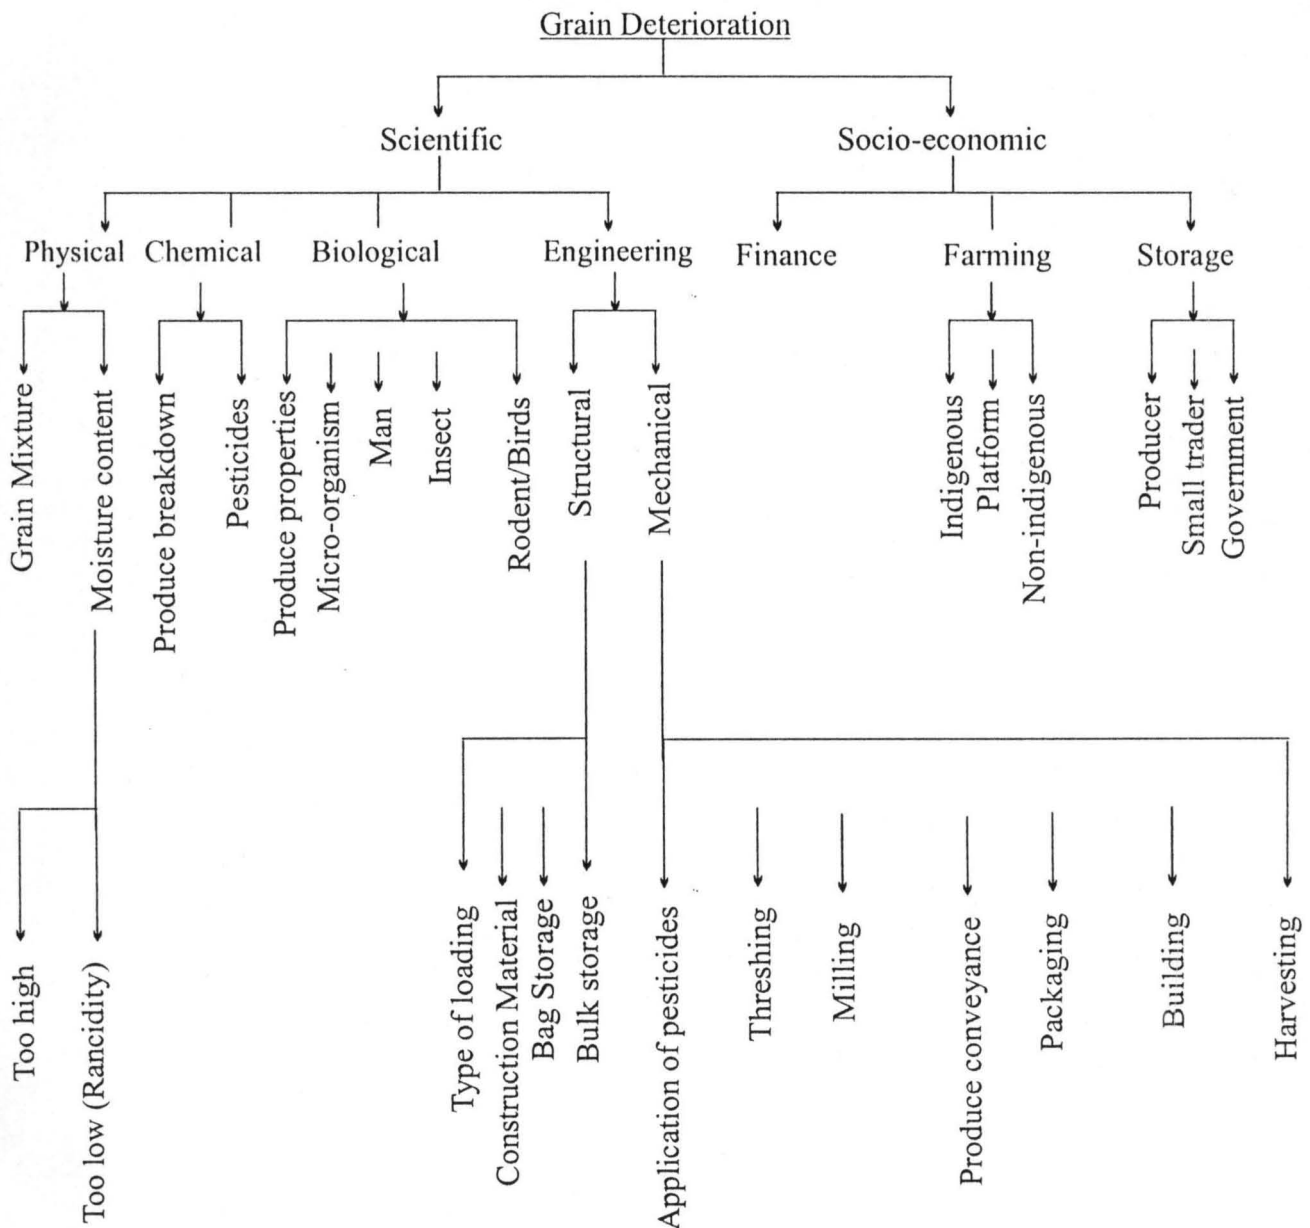 Grain Deterioration
Scientific
Socio-economic
Physical
Chemical
Biological
Engineering
Finance
Farming
Storage
Grain Mixture
Moisture content
Produce breakdown
Pesticides
Produce properties
Micro-organism
Man
Insect
Rodent/Birds
Structural
Mechanical
Indigenous
Platform
Non-indigenous
Producer
Small trader
Government
Too high
Too low (Rancidity)
Type of loading
Construction Material
Bag Storage
Bulk storage
Application of pesticides
Threshing
Milling
Produce conveyance
Packaging
Building
Harvesting